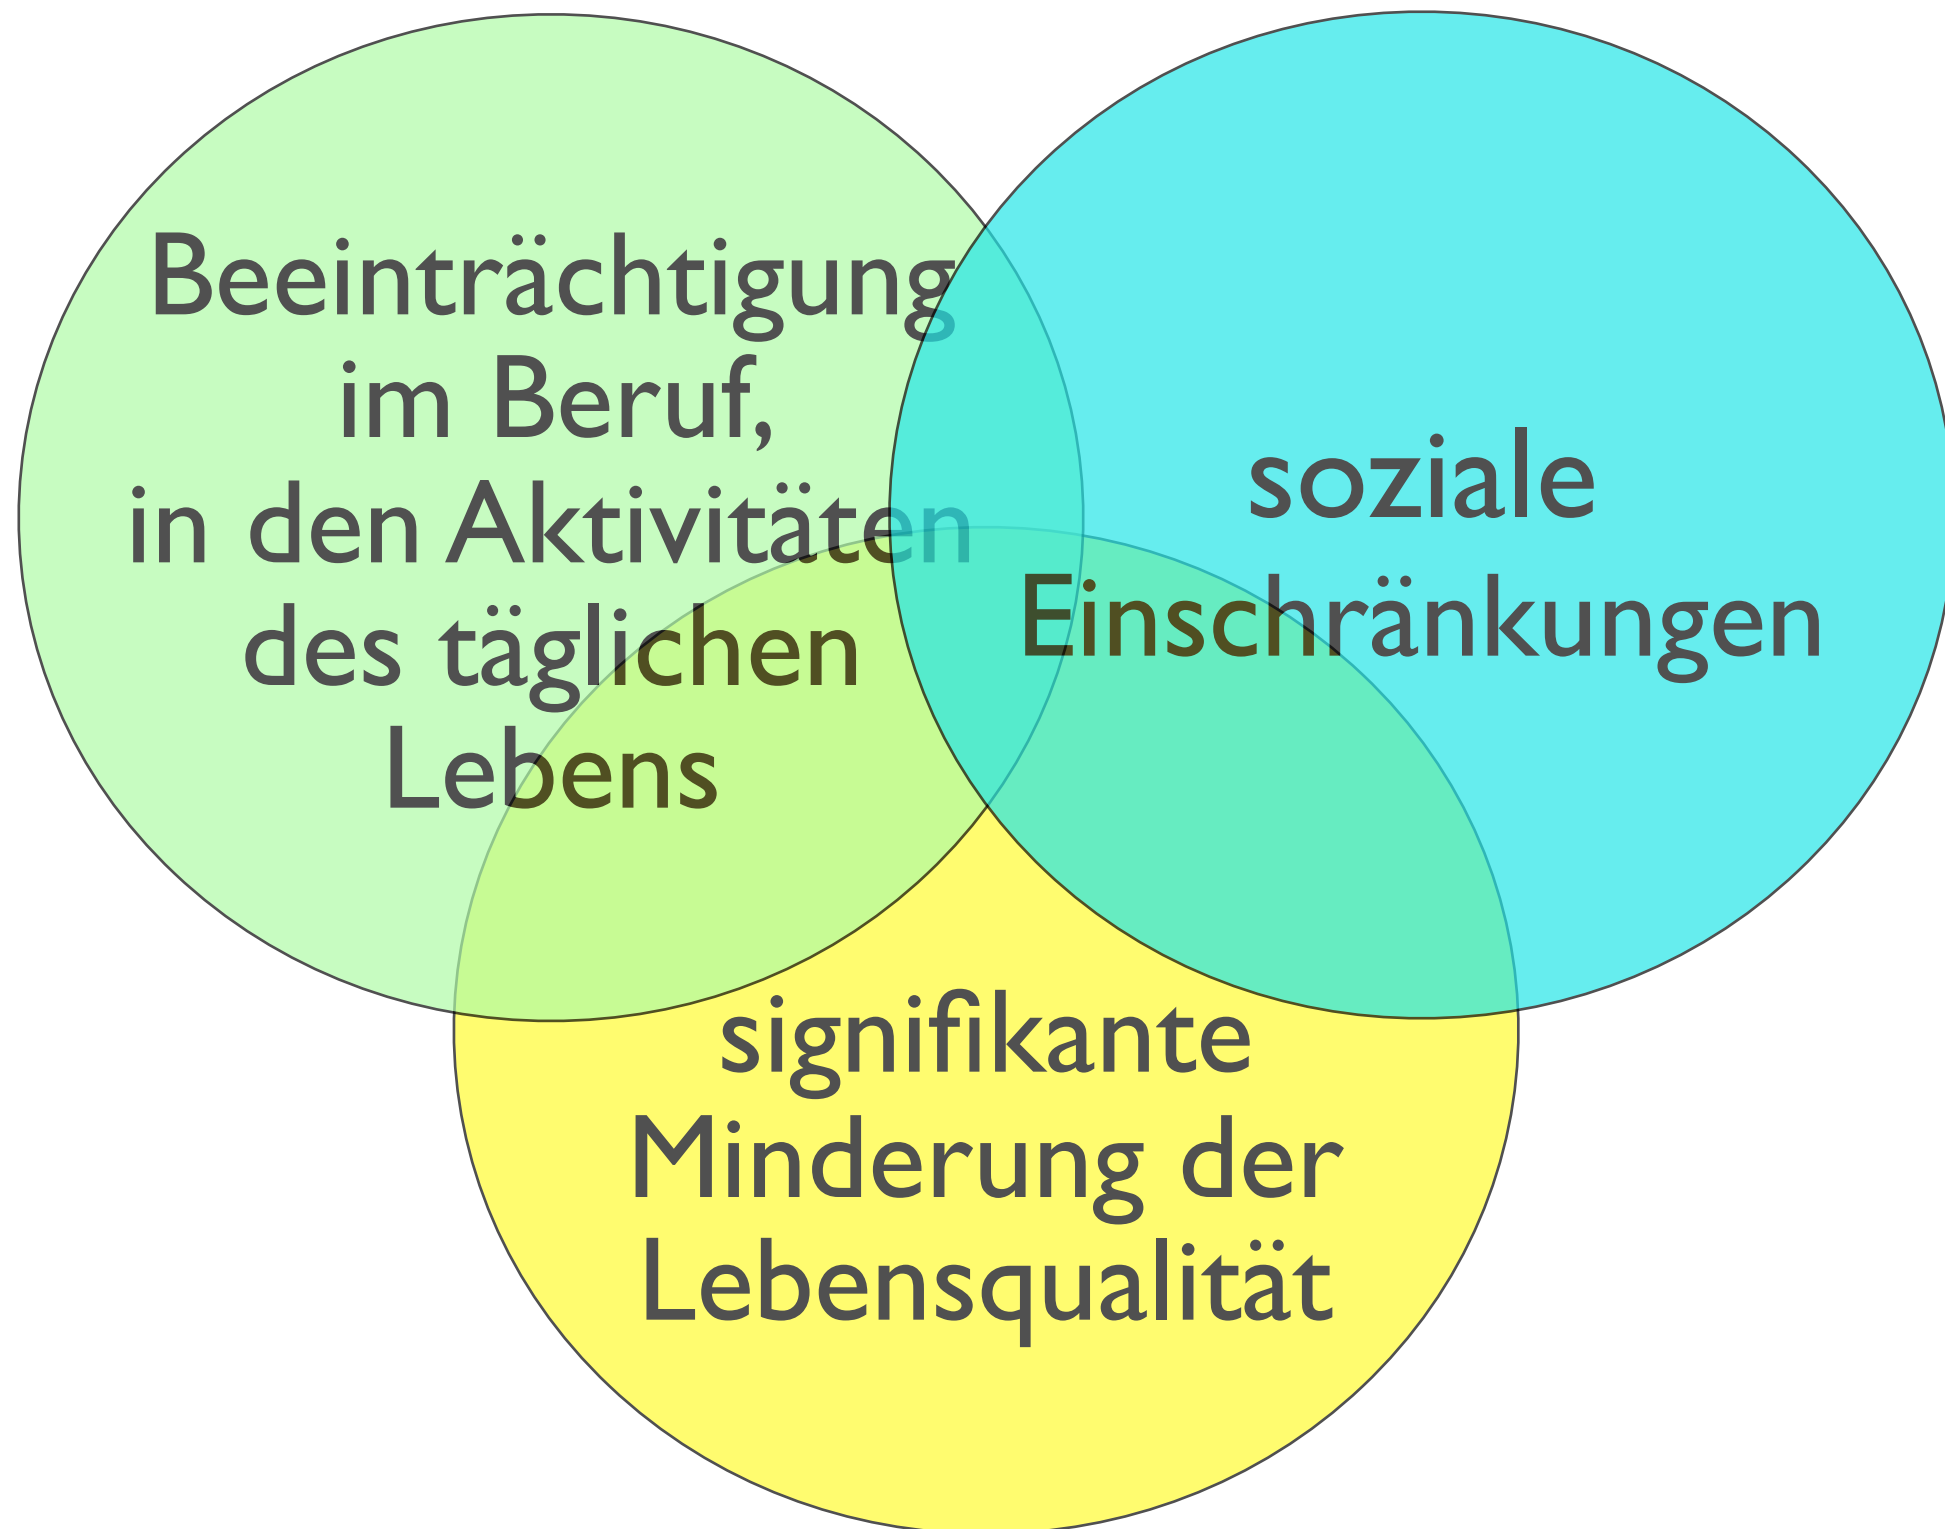 Beeinträchtigung
im Beruf,
in den Aktivitäten
des täglichen
Lebens
soziale
Einschränkungen
signifikante
Minderung der
Lebensqualität